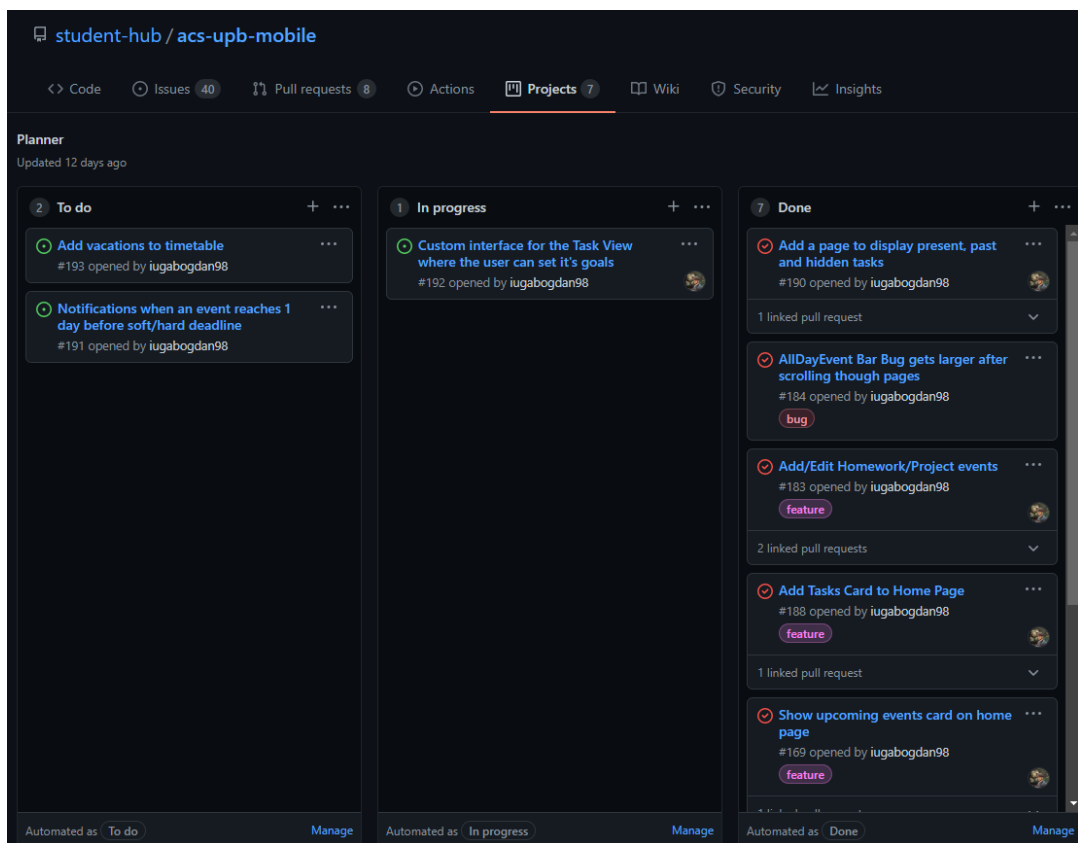 student-hub / acs-upb-mobile
<> Code Issues 40 Pull requests 8 Actions Projects 7 Wiki Security Insights
Planner
Updated 12 days ago
2 To do + ...
Add vacations to timetable ...
#193 opened by iugabogdan98
Notifications when an event reaches 1 ...
day before soft/hard deadline
#191 opened by iugabogdan98
Automated as To do Manage
1 In progress + ...
Custom interface for the Task View ...
where the user can set it's goals
#192 opened by iugabogdan98
Automated as In progress Manage
7 Done + ...
Add a page to display present, past ...
and hidden tasks
#190 opened by iugabogdan98
1 linked pull request
AllDayEvent Bar Bug gets larger after ...
scrolling though pages
#184 opened by iugabogdan98
bug
Add/Edit Homework/Project events ...
#183 opened by iugabogdan98
feature
2 linked pull requests
Add Tasks Card to Home Page ...
#188 opened by iugabogdan98
feature
1 linked pull request
Show upcoming events card on home ...
page
#169 opened by iugabogdan98
feature
Automated as Done Manage